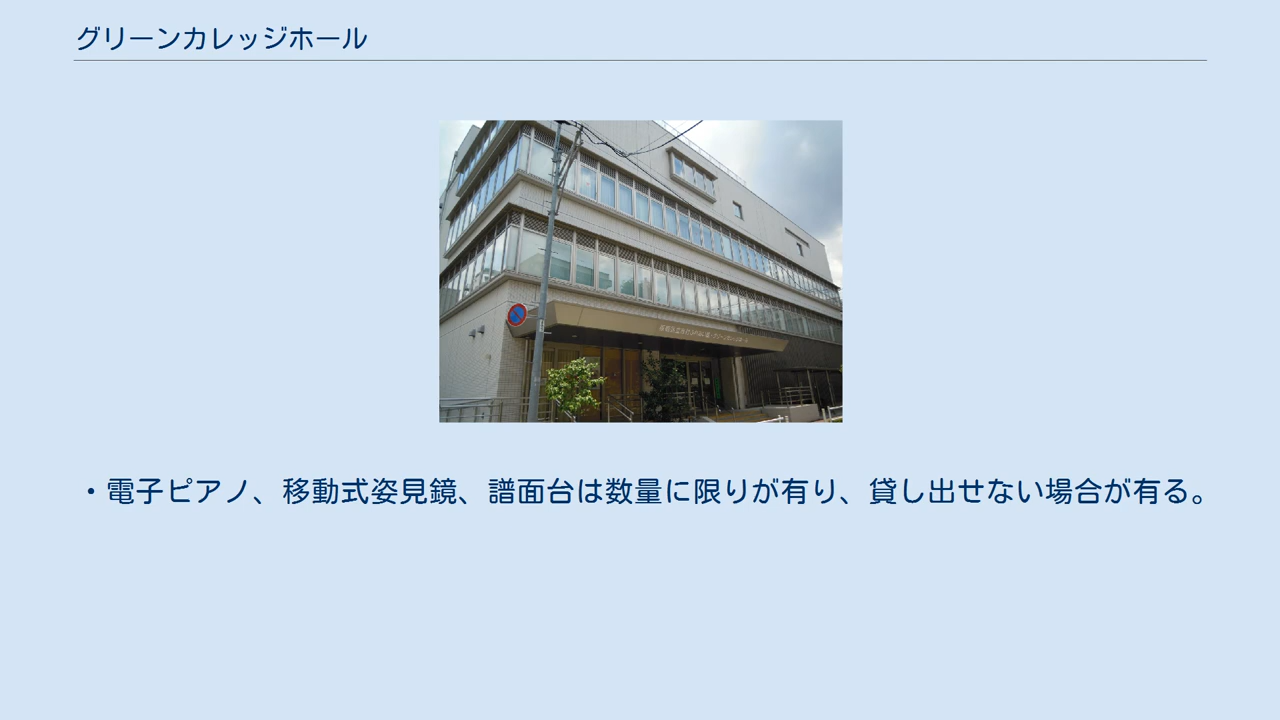 グリーンカレッジホール
・電子ピアノ、移動式姿見鏡、譜面台は数量に限りが有り、貸し出せない場合が有る。